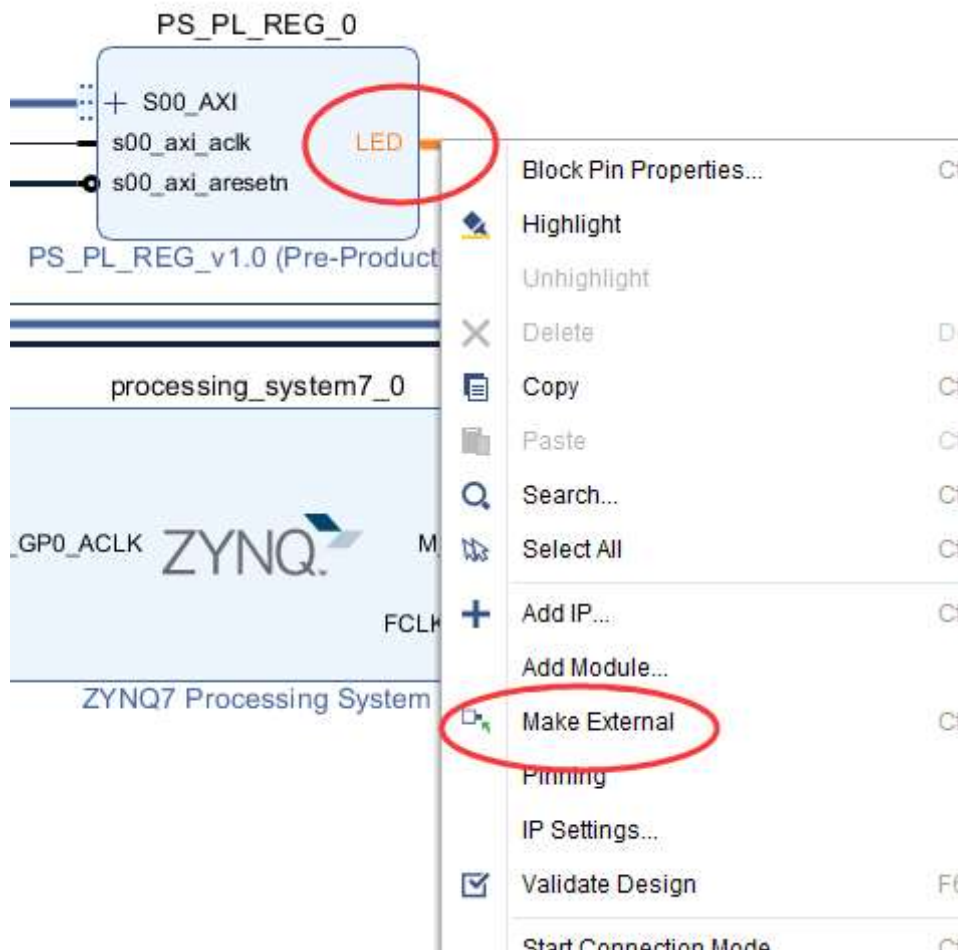 PS_PL_REG_0
S00_AXI
s00_axi_aclk
LED
s00_axi_aresetn
PS_PL_REG_v1.0 (Pre-Product
processing_system7_0
_GP0_ACLK
ZYNQ
M
FCLK
ZYNQ7 Processing System
Block Pin Properties...
Highlight
Unhighlight
Delete
D
Copy
Paste
Search...
Select All
Add IP...
Add Module...
Make External
Pinning
IP Settings...
Validate Design
F6
Start Connection Mode